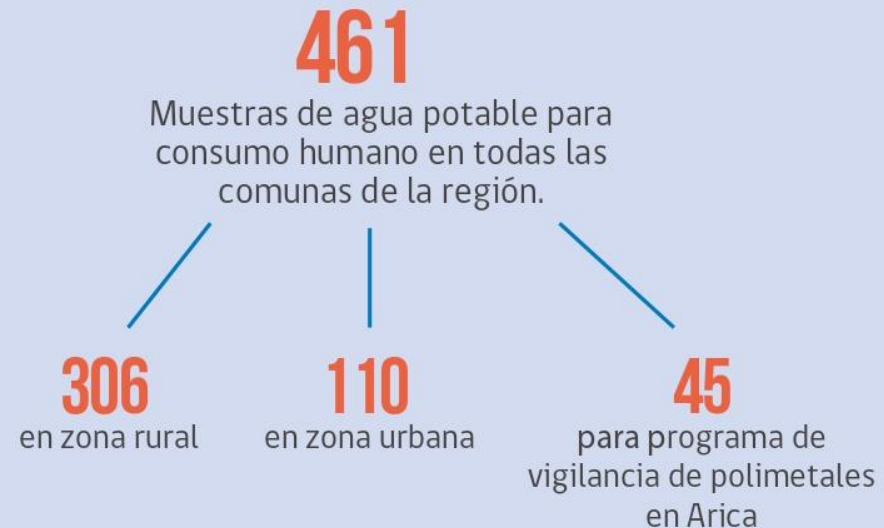 461
Muestras de agua potable para
consumo humano en todas las
comunas de la región.
306
en zona rural
110
en zona urbana
45
para programa de
vigilancia de polimetales
en Arica